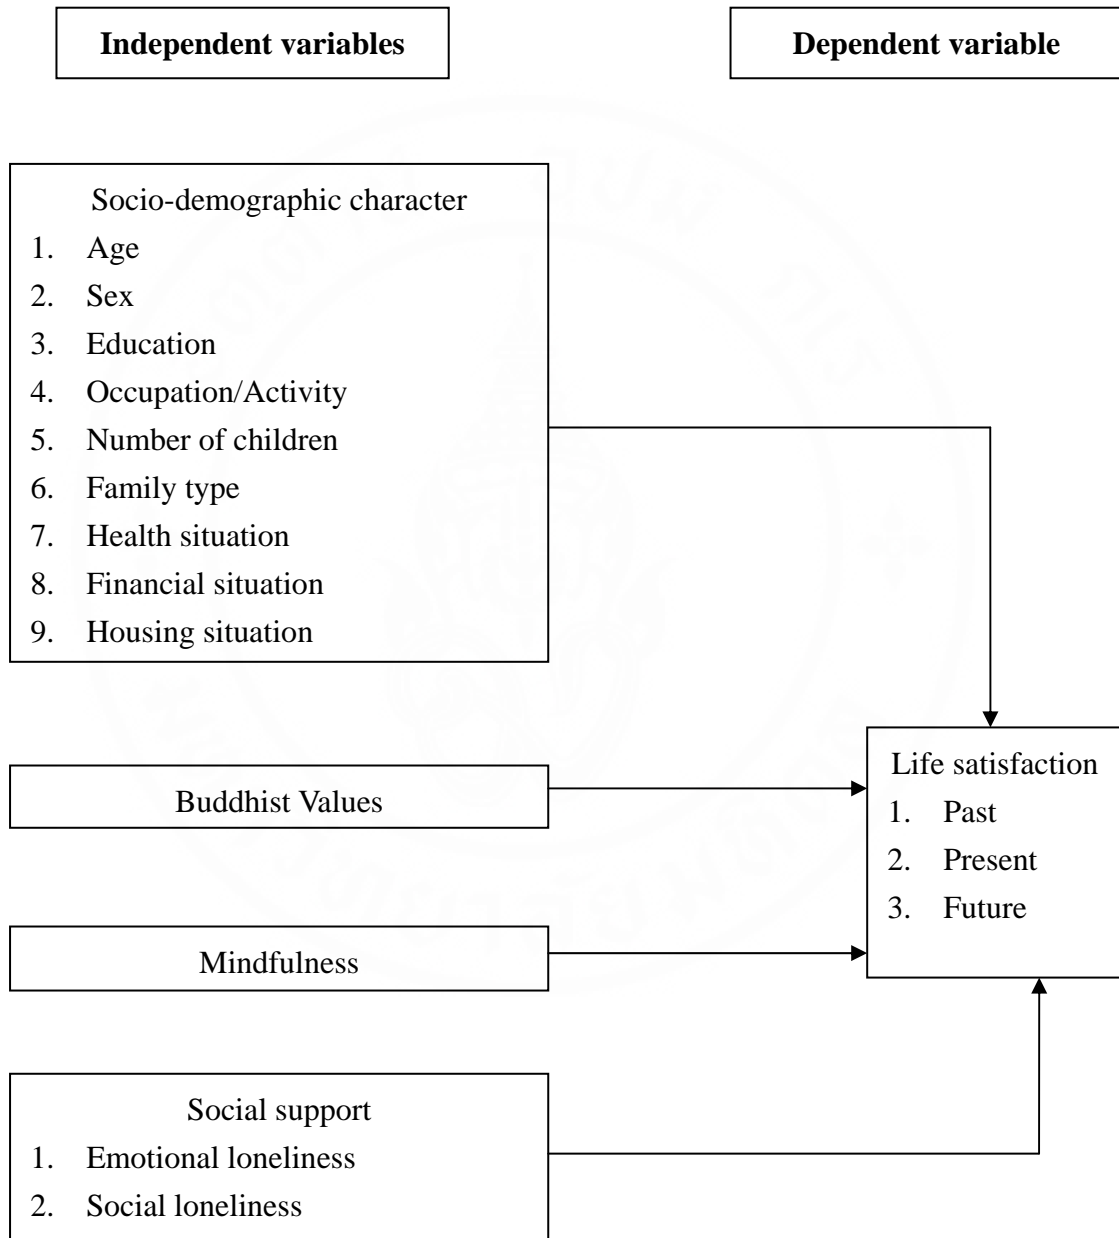 Independent variables
Dependent variable
Socio-demographic character
1. Age
2. Sex
3. Education
4. Occupation/Activity
5. Number of children
6. Family type
7. Health situation
8. Financial situation
9. Housing situation
Buddhist Values
Mindfulness
Social support
1. Emotional loneliness
2. Social loneliness
Life satisfaction
1. Past
2. Present
3. Future